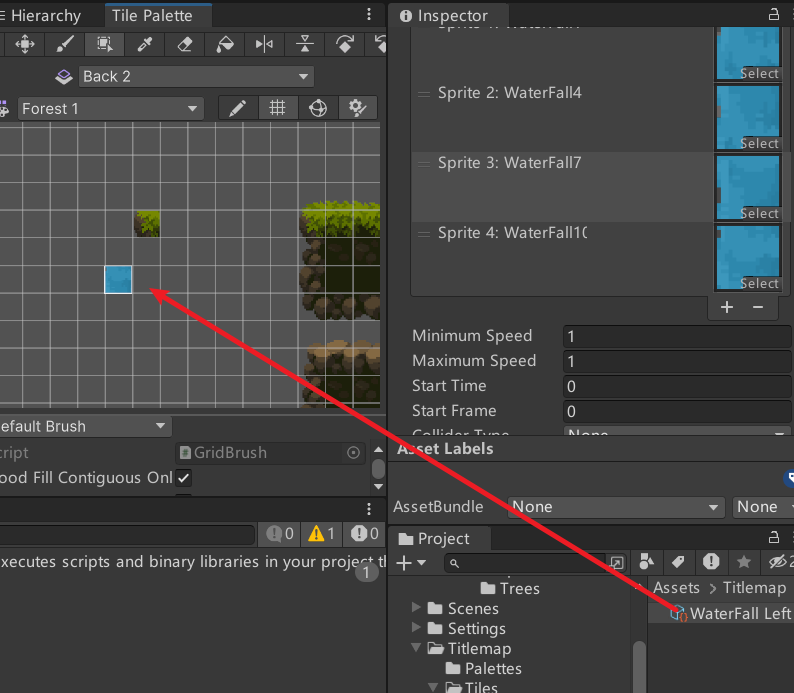 Hierarchy
Tile Palette
Back 2
Forest 1
efault Brush
cript
GridBrush
ood Fill Contiguous Onl
0
1
0
xecutes scripts and binary libraries in your project th
1
Inspector
Select
Sprite 2: WaterFall4
Select
Sprite 3: WaterFall7
Select
Sprite 4: WaterFall10
Select
Minimum Speed
1
Maximum Speed
1
Start Time
0
Start Frame
0
Collider Type
None
Asset Labels
AssetBundle
None
None
Project
2
Trees
Scenes
Settings
Titlemap
Palettes
Tiles
Assets > Titlemap
WaterFall Left